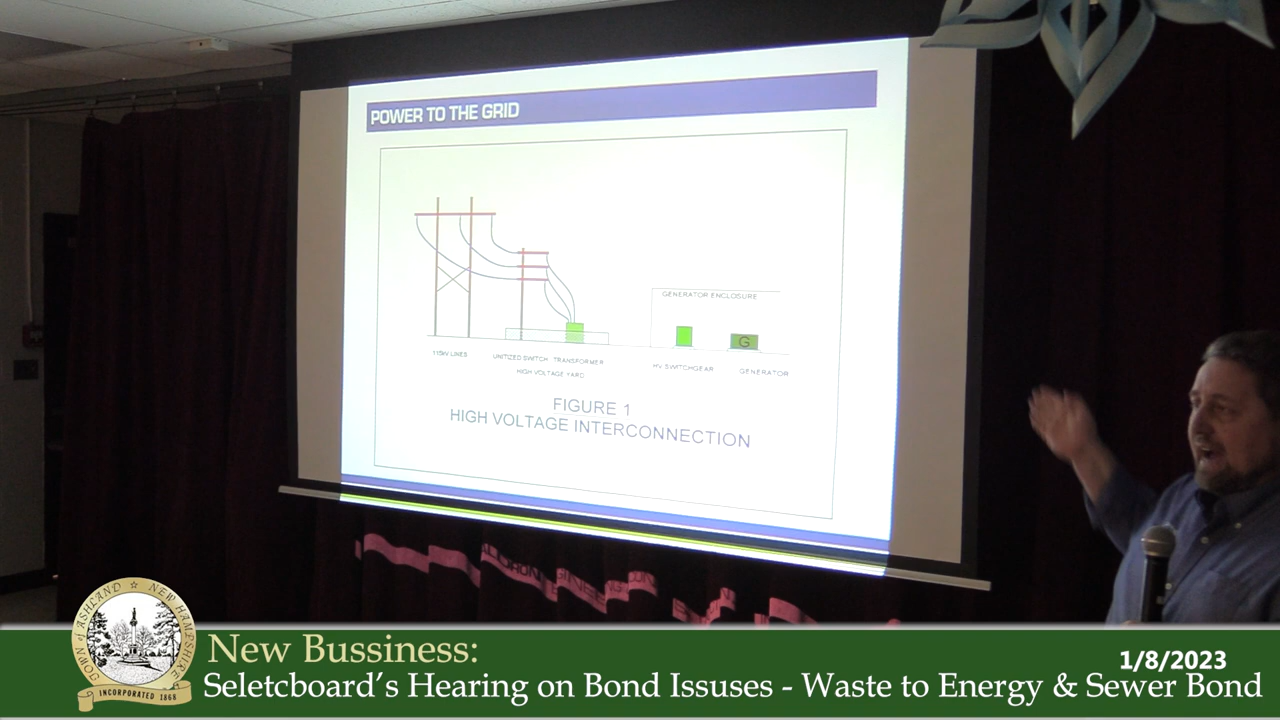 POWER TO THE GRID
GENERATOR ENCLOSURE
G
115kV LINES
UNITIZED SWITCH TRANSFORMER
HIGH VOLTAGE YARD
HV SWITCHGEAR
GENERATOR
FIGURE 1
HIGH VOLTAGE INTERCONNECTION
TOWN of ASHLAND ☆ NEW HAMPSHIRE
INCORPORATED 1868
New Bussiness:
1/8/2023
Seletcboard's Hearing on Bond Issuses - Waste to Energy & Sewer Bond